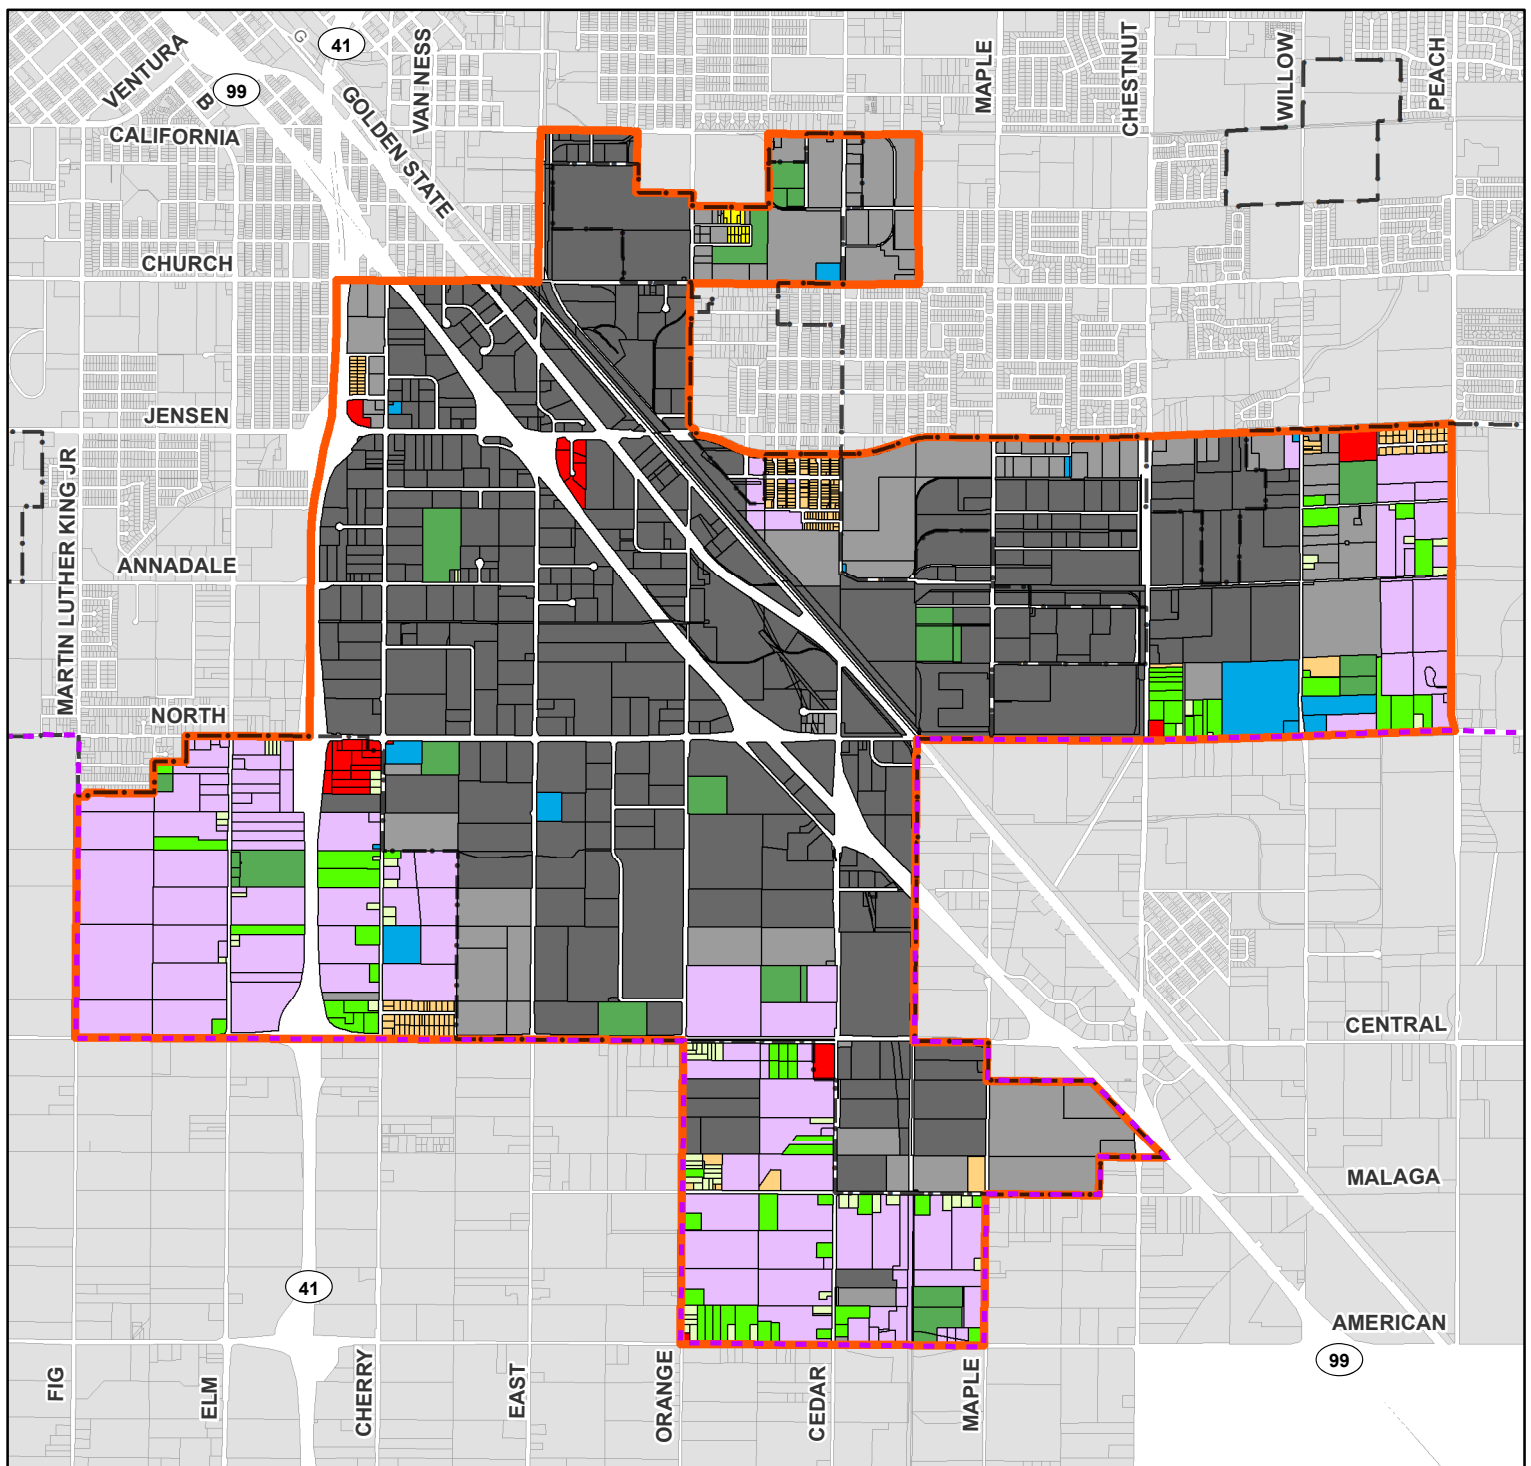 VENTURA
G
41
B
99
VAN NESS
GOLDEN STATE
MAPLE
CHESTNUT
WILLOW
PEACH
CALIFORNIA
CHURCH
JENSEN
MARTIN LUTHER KING JR
ANNADALE
NORTH
CENTRAL
MALAGA
41
AMERICAN
99
FIG
ELM
CHERRY
EAST
ORANGE
CEDAR
MAPLE